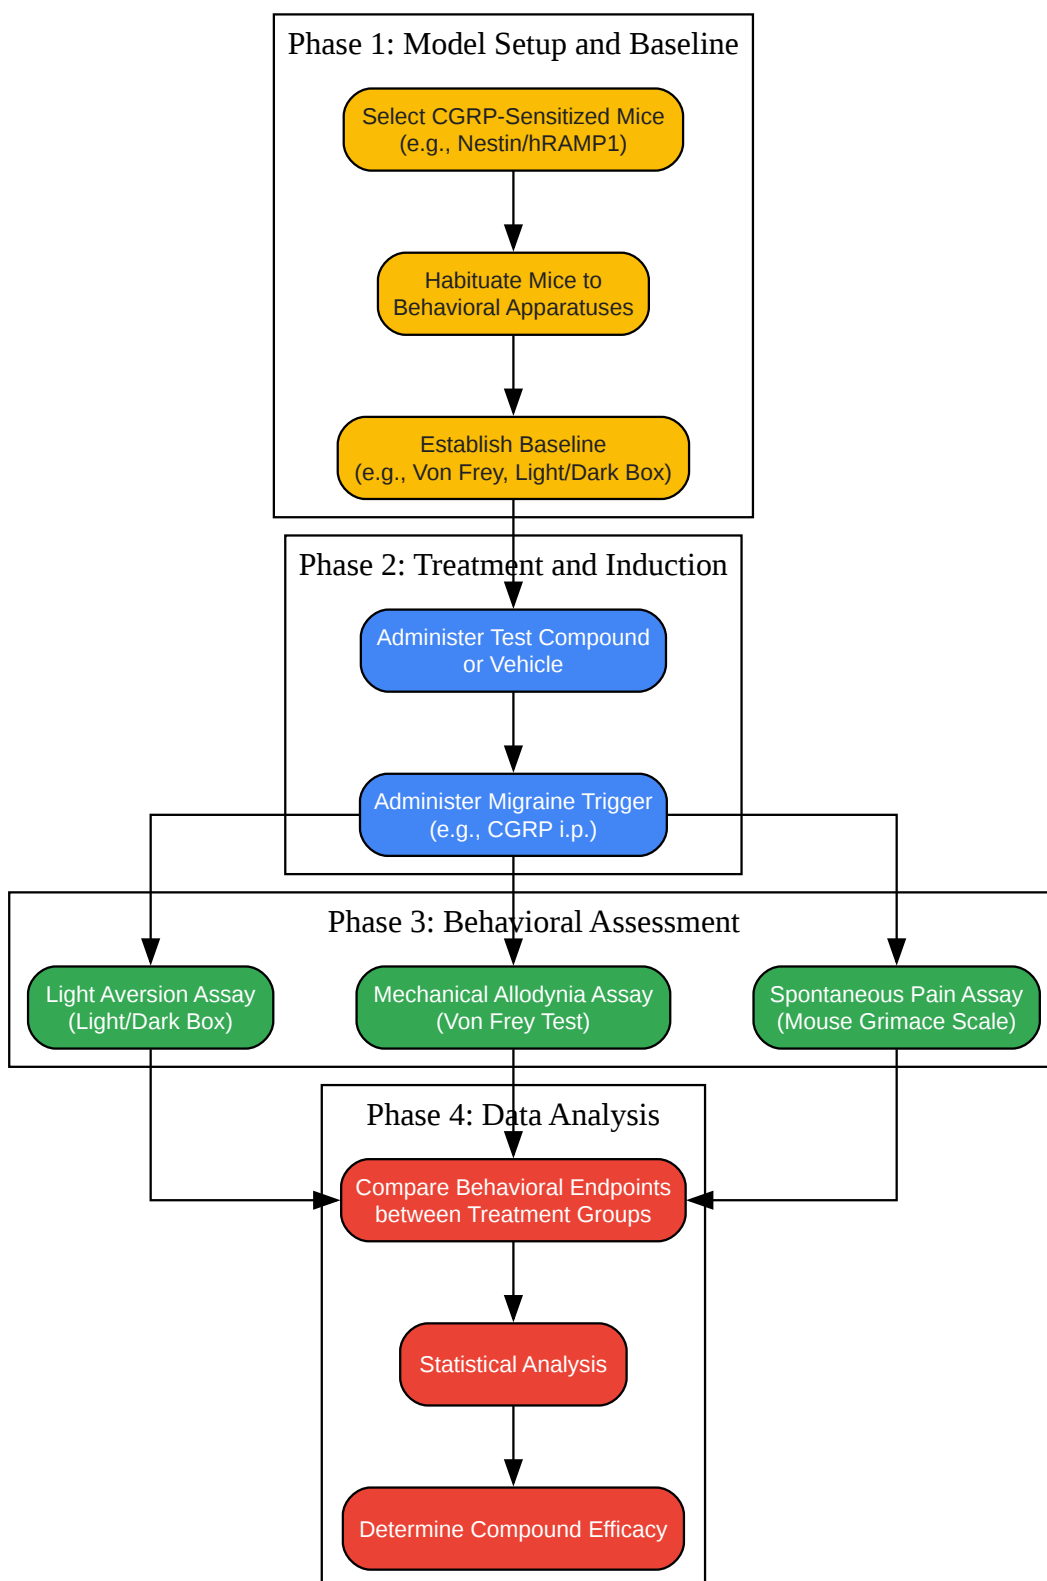 Phase 1: Model Setup and Baseline
Select CGRP-Sensitized Mice
(e.g., Nestin/hRAMP1)
Habituate Mice to
Behavioral Apparatuses
Establish Baseline
(e.g., Von Frey, Light/Dark Box)
Phase 2: Treatment and Induction
Administer Test Compound
or Vehicle
Administer Migraine Trigger
(e.g., CGRP i.p.)
Phase 3: Behavioral Assessment
Light Aversion Assay
(Light/Dark Box)
Mechanical Allodynia Assay
(Von Frey Test)
Spontaneous Pain Assay
(Mouse Grimace Scale)
Phase 4: Data Analysis
Compare Behavioral Endpoints
between Treatment Groups
Statistical Analysis
Determine Compound Efficacy